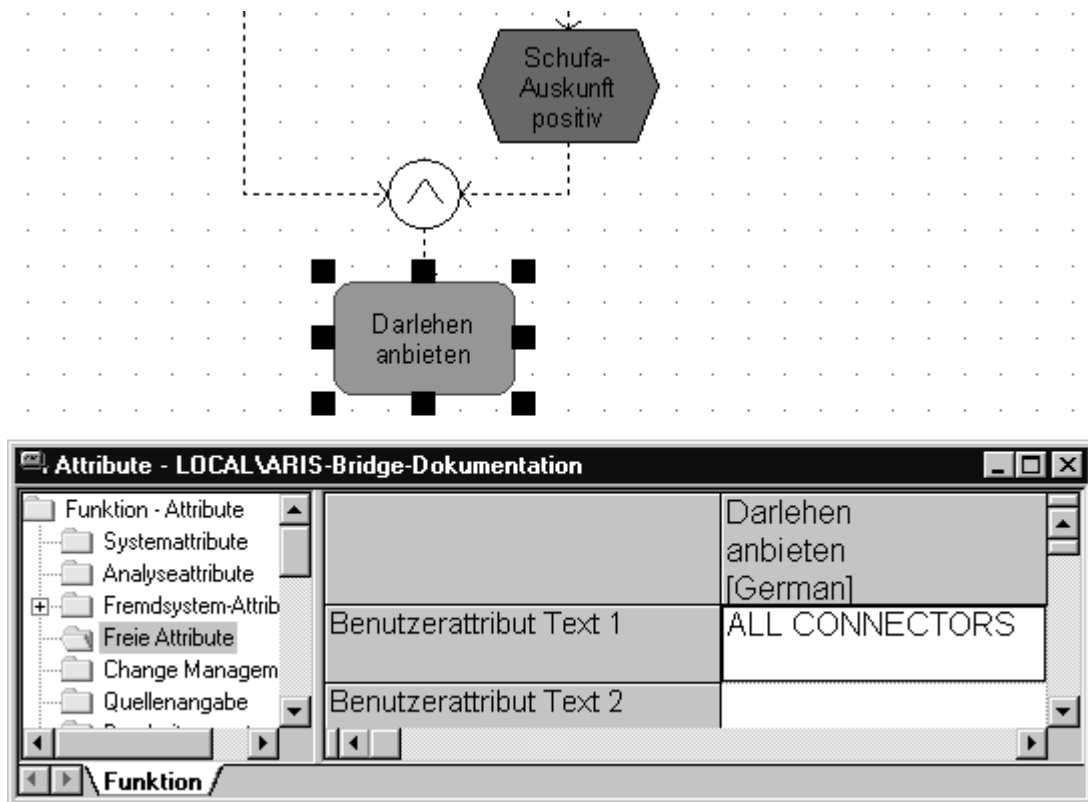 Schufa-
Auskunft
positiv
Darlehen
anbieten
Attribute - LOCAL\ARIS-Bridge-Dokumentation
Funktion - Attribute
Systemattribute
Analyseattribute
Fremdsystem-Attrib
Freie Attribute
Change Managem
Quellenangabe
Darlehen
anbieten
[German]
Benutzerattribut Text 1
ALL CONNECTORS
Benutzerattribut Text 2
Funktion